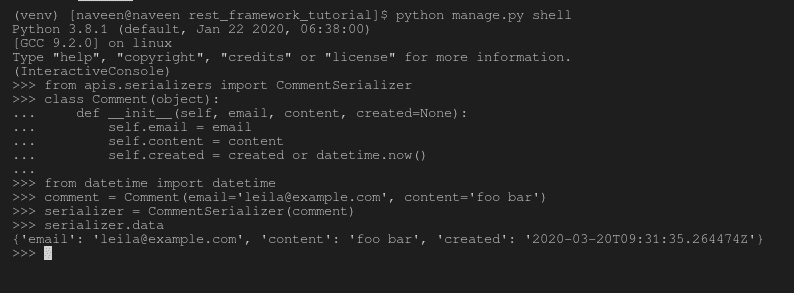 (venv) [naveen@naveen rest_framework_tutorial]$ python manage.py shell
Python 3.8.1 (default, Jan 22 2020, 06:38:00)
[GCC 9.2.0] on linux
Type "help", "copyright", "credits" or "license" for more information.
(InteractiveConsole)
>>> from apis.serializers import CommentSerializer
>>> class Comment(object):
...     def __init__(self, email, content, created=None):
...         self.email = email
...         self.content = content
...         self.created = created or datetime.now()
...
>>> from datetime import datetime
>>> comment = Comment(email='leila@example.com', content='foo bar')
>>> serializer = CommentSerializer(comment)
>>> serializer.data
{'email': 'leila@example.com', 'content': 'foo bar', 'created': '2020-03-20T09:31:35.264474Z'}
>>>